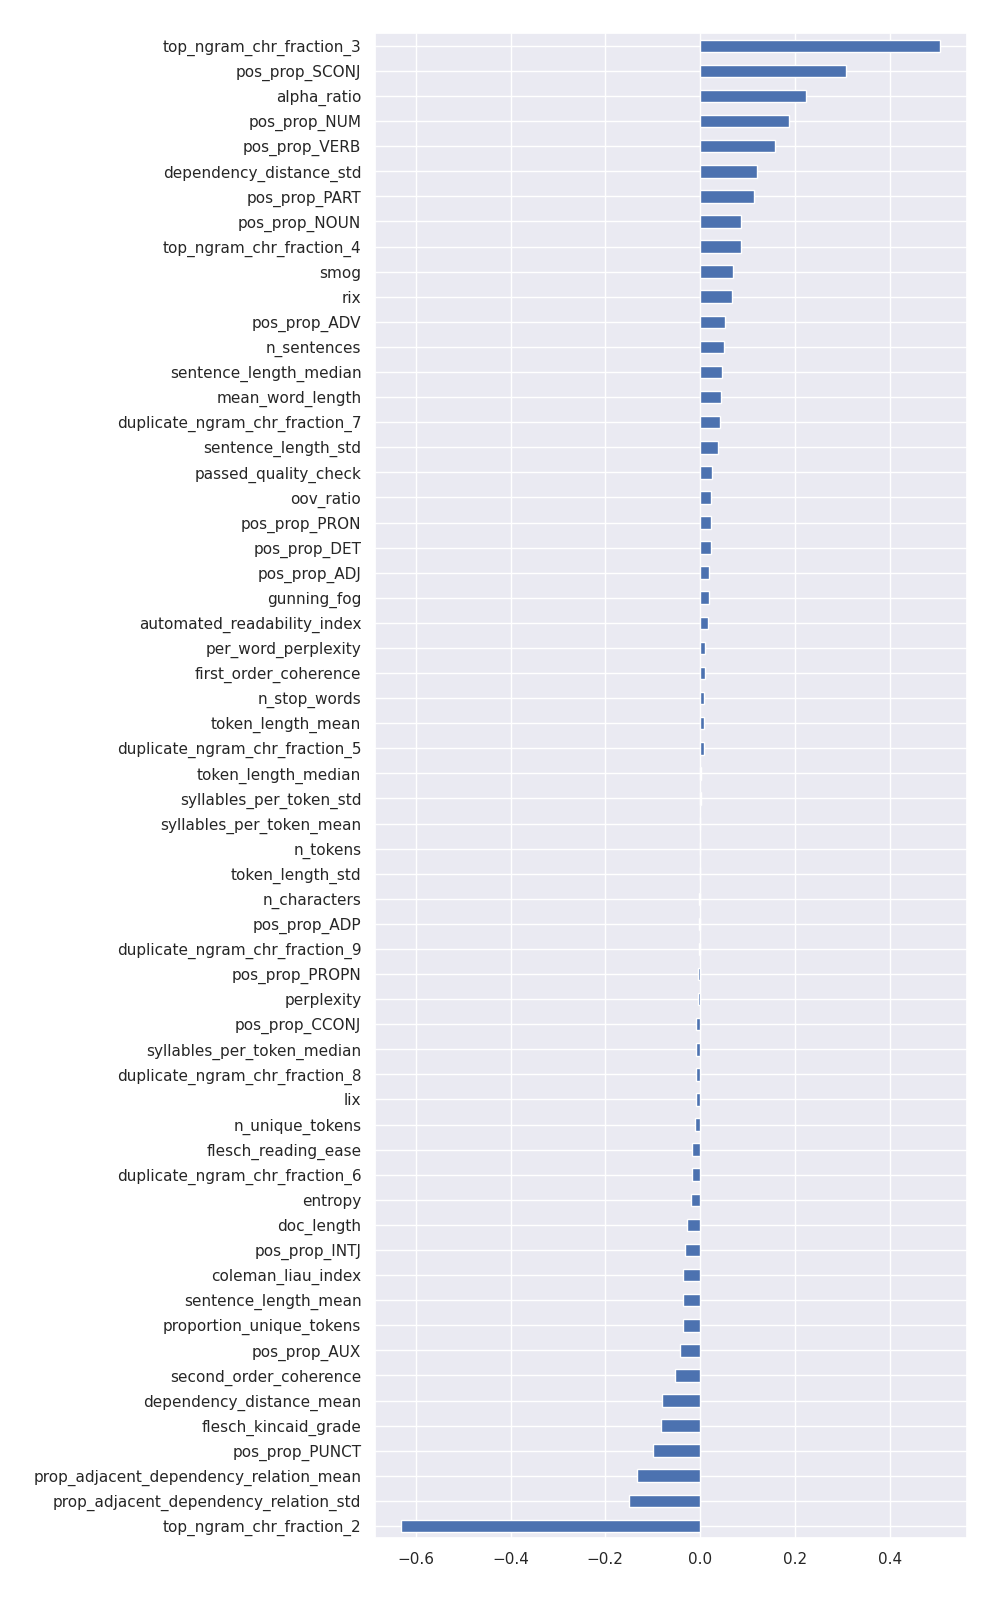 top_ngram_chr_fraction_3
pos_prop_SCONJ
alpha_ratio
pos_prop_NUM
pos_prop_VERB
dependency_distance_std
pos_prop_PART
pos_prop_NOUN
top_ngram_chr_fraction_4
smog
rix
pos_prop_ADV
n_sentences
sentence_length_median
mean_word_length
duplicate_ngram_chr_fraction_7
sentence_length_std
passed_quality_check
oov_ratio
pos_prop_PRON
pos_prop_DET
pos_prop_ADJ
gunning_fog
automated_readability_index
per_word_perplexity
first_order_coherence
n_stop_words
token_length_mean
duplicate_ngram_chr_fraction_5
token_length_median
syllables_per_token_std
syllables_per_token_mean
n_tokens
token_length_std
n_characters
pos_prop_ADP
duplicate_ngram_chr_fraction_9
pos_prop_PROPN
perplexity
pos_prop_CCONJ
syllables_per_token_median
duplicate_ngram_chr_fraction_8
lix
n_unique_tokens
flesch_reading_ease
duplicate_ngram_chr_fraction_6
entropy
doc_length
pos_prop_INTJ
coleman_liau_index
sentence_length_mean
proportion_unique_tokens
pos_prop_AUX
second_order_coherence
dependency_distance_mean
flesch_kincaid_grade
pos_prop_PUNCT
prop_adjacent_dependency_relation_mean
prop_adjacent_dependency_relation_std
top_ngram_chr_fraction_2
−0.6 −0.4 −0.2 0.0 0.2 0.4